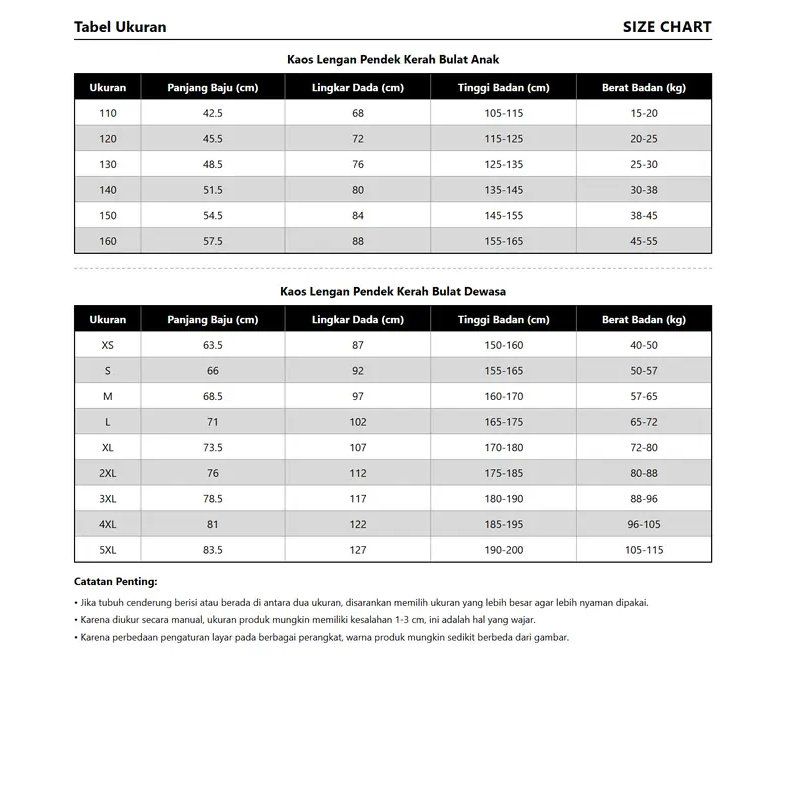 Tabel Ukuran SIZE CHART
Kaos Lengan Pendek Kerah Bulat Anak
Ukuran Panjang Baju (cm) Lingkar Dada (cm) Tinggi Badan (cm) Berat Badan (kg)
110 42.5 68 105-115 15-20
120 45.5 72 115-125 20-25
130 48.5 76 125-135 25-30
140 51.5 80 135-145 30-38
150 54.5 84 145-155 38-45
160 57.5 88 155-165 45-55
Kaos Lengan Pendek Kerah Bulat Dewasa
Ukuran Panjang Baju (cm) Lingkar Dada (cm) Tinggi Badan (cm) Berat Badan (kg)
XS 63.5 87 150-160 40-50
S 66 92 155-165 50-57
M 68.5 97 160-170 57-65
L 71 102 165-175 65-72
XL 73.5 107 170-180 72-80
2XL 76 112 175-185 80-88
3XL 78.5 117 180-190 88-96
4XL 81 122 185-195 96-105
5XL 83.5 127 190-200 105-115
Catatan Penting:
• Jika tubuh cenderung berisi atau berada di antara dua ukuran, disarankan memilih ukuran yang lebih besar agar lebih nyaman dipakai.
• Karena diukur secara manual, ukuran produk mungkin memiliki kesalahan 1-3 cm, ini adalah hal yang wajar.
• Karena perbedaan pengaturan layar pada berbagai perangkat, warna produk mungkin sedikit berbeda dari gambar.